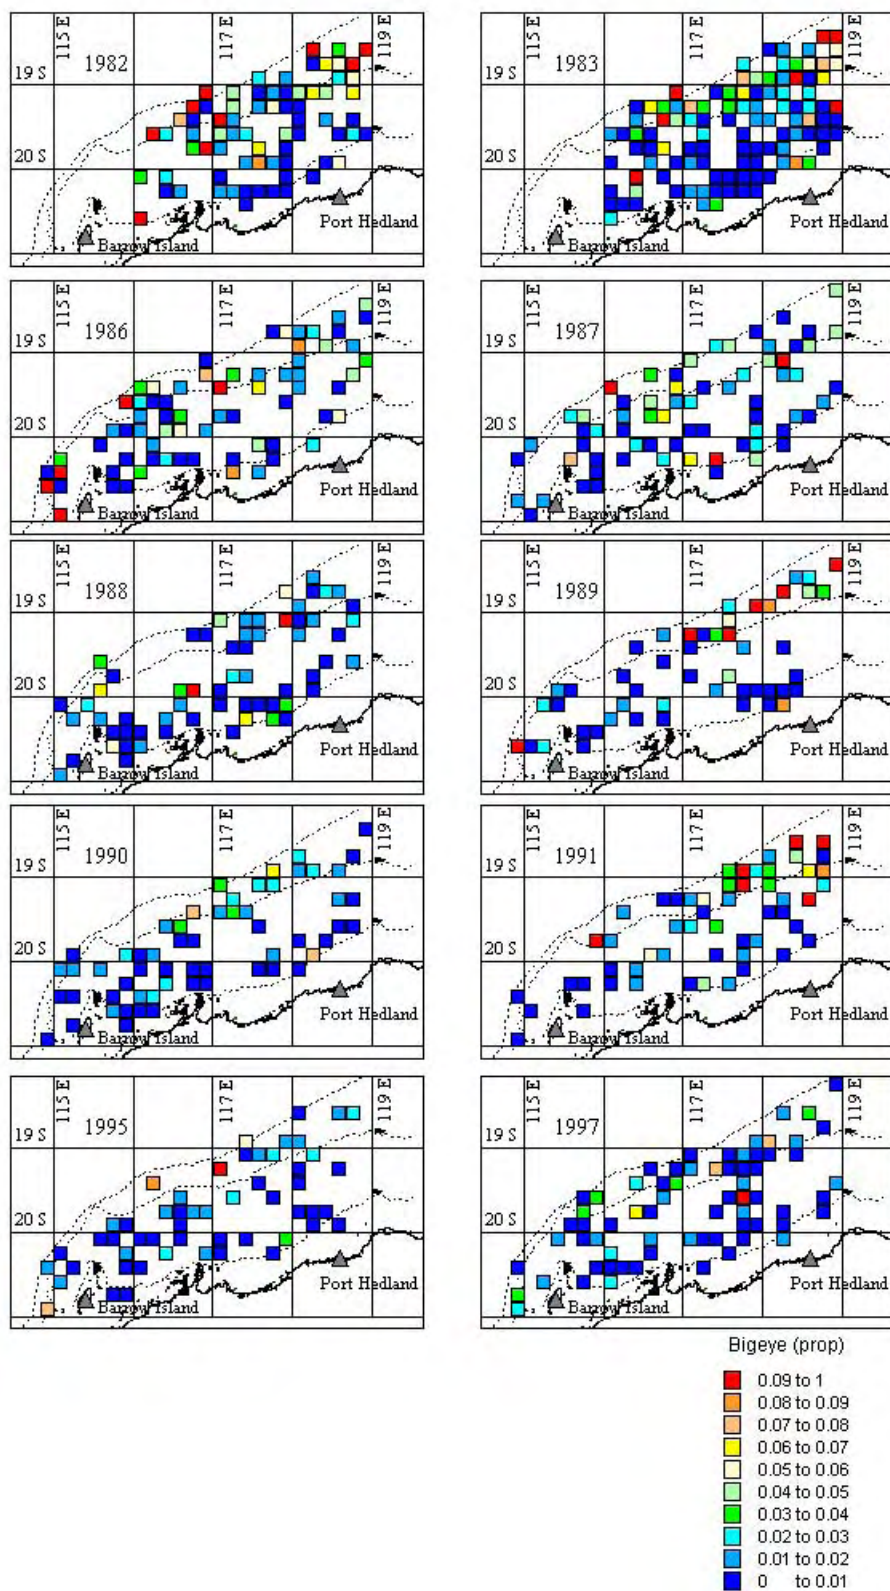 115 E
1982
117 E
119 E
19 S
20 S
Barrow Island
Port Hedland
115 E
1983
117 E
119 E
19 S
20 S
Barrow Island
Port Hedland
115 E
1986
117 E
119 E
19 S
20 S
Barrow Island
Port Hedland
115 E
1987
117 E
119 E
19 S
20 S
Barrow Island
Port Hedland
115 E
1988
117 E
119 E
19 S
20 S
Barrow Island
Port Hedland
115 E
1989
117 E
119 E
19 S
20 S
Barrow Island
Port Hedland
115 E
1990
117 E
119 E
19 S
20 S
Barrow Island
Port Hedland
115 E
1991
117 E
119 E
19 S
20 S
Barrow Island
Port Hedland
115 E
1995
117 E
119 E
19 S
20 S
Barrow Island
Port Hedland
115 E
1997
117 E
119 E
19 S
20 S
Barrow Island
Port Hedland
Bigeye (prop)
0.09 to 1
0.08 to 0.09
0.07 to 0.08
0.06 to 0.07
0.05 to 0.06
0.04 to 0.05
0.03 to 0.04
0.02 to 0.03
0.01 to 0.02
0 to 0.01